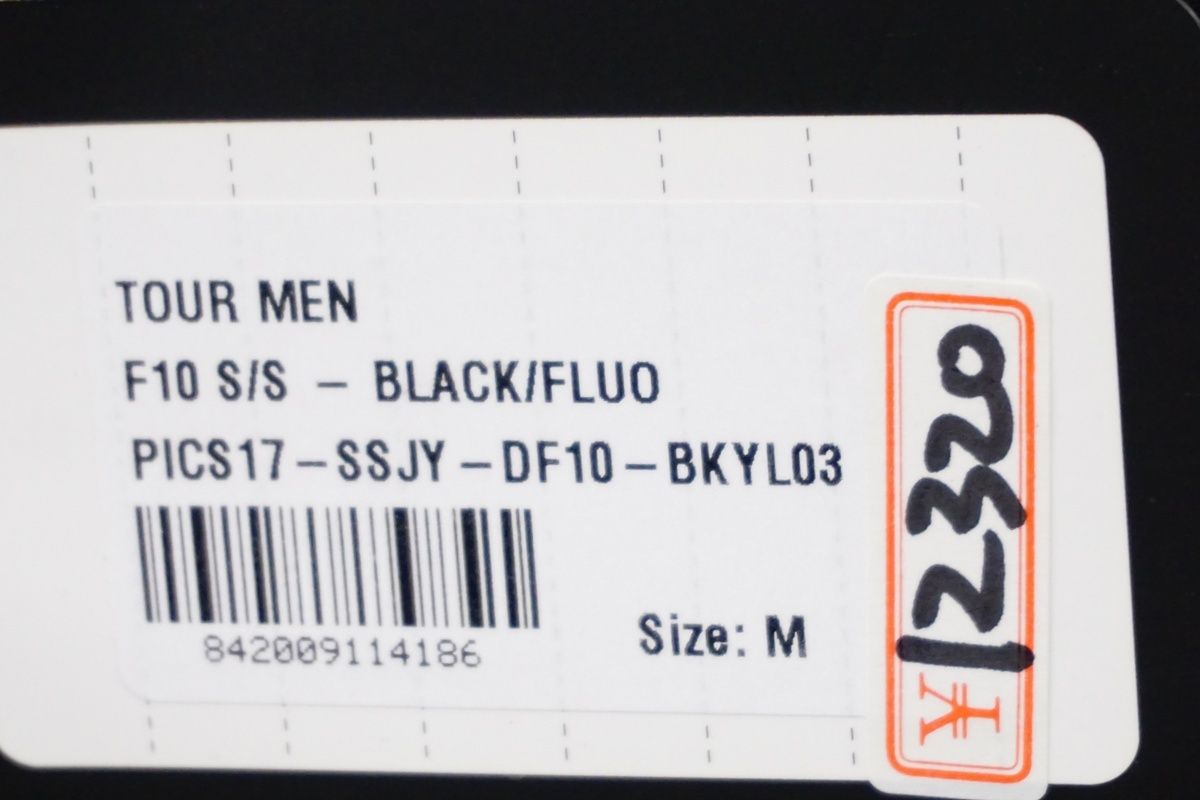 TOUR MEN
F10 S/S – BLACK/FLUO
PICS17–SSJY–DF10–BKYL03
842009114186
Size: M
¥12320